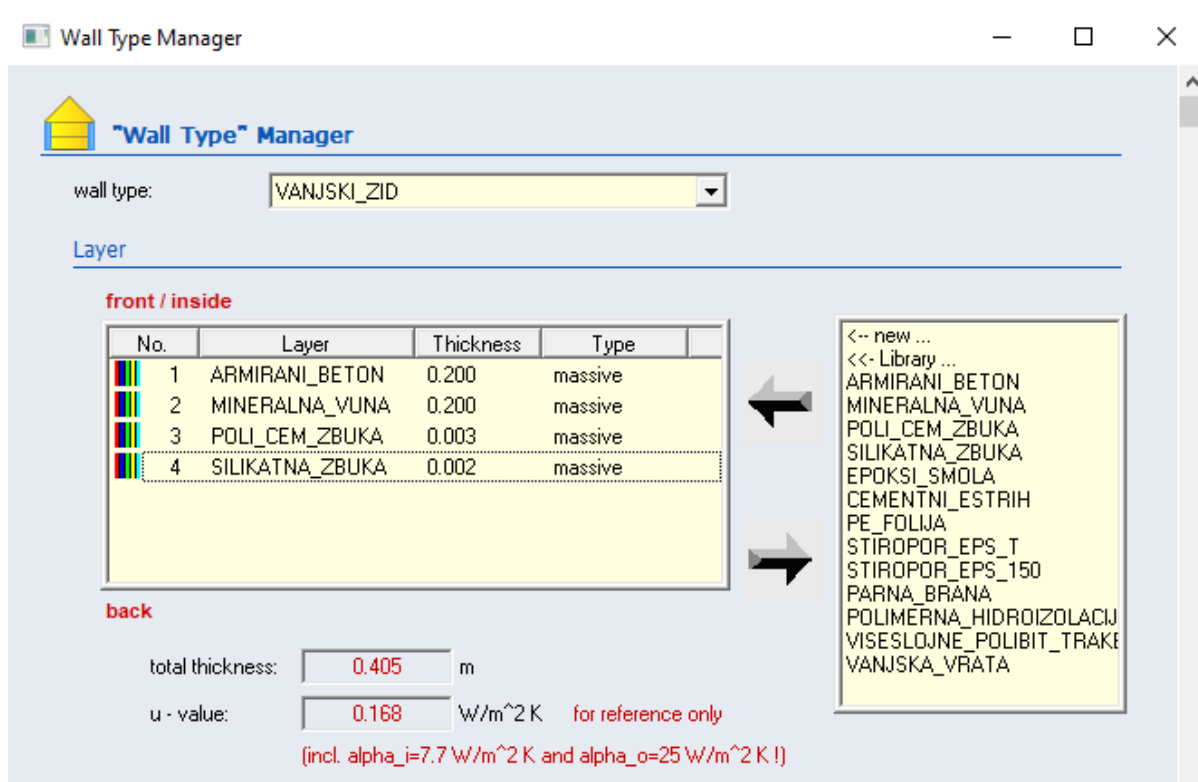 Wall Type Manager
"Wall Type" Manager
wall type: VANJSKI_ZID
Layer
front / inside
No. Layer Thickness Type
1 ARMIRANI_BETON 0.200 massive
2 MINERALNA_VUNA 0.200 massive
3 POLI_CEM_ZBUKA 0.003 massive
4 SILIKATNA_ZBUKA 0.002 massive
back
total thickness: 0.405 m
u - value: 0.168 W/m^2 K for reference only
(incl. alpha_i=7.7 W/m^2 K and alpha_o=25 W/m^2 K !)
<-- new ...
<<- Library ...
ARMIRANI_BETON
MINERALNA_VUNA
POLI_CEM_ZBUKA
SILIKATNA_ZBUKA
EPOKSI_SMOLA
CEMENTNI_ESTRIH
PE_FOLIJA
STIROPOR_EPS_T
STIROPOR_EPS_150
PARNA_BRANA
POLIMERNA_HIDROIZOLACIJ
VISESLOJNE_POLIBIT_TRAKE
VANJSKA_VRATA